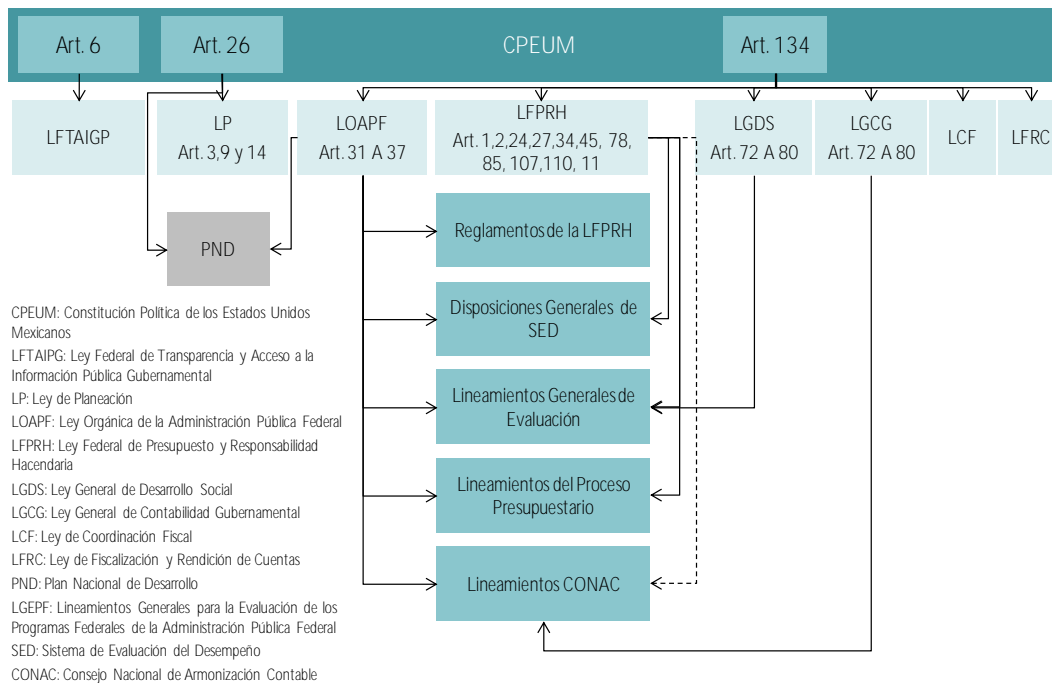 Art. 6
Art. 26
CPEUM
Art. 134
LFTAIGP
LP
Art. 3,9 y 14
LOAPF
Art. 31 A 37
LFPRH
Art. 1,2,24,27,34,45, 78,
85, 107,110, 11
LGDS
Art. 72 A 80
LGCG
Art. 72 A 80
LCF
LFRC
PND
Reglamentos de la LFPRH
Disposiciones Generales de
SED
Lineamientos Generales de
Evaluación
Lineamientos del Proceso
Presupuestario
Lineamientos CONAC
CPEUM: Constitución Política de los Estados Unidos
Mexicanos
LFTAIPG: Ley Federal de Transparencia y Acceso a la
Información Pública Gubernamental
LP: Ley de Planeación
LOAPF: Ley Orgánica de la Administración Pública Federal
LFPRH: Ley Federal de Presupuesto y Responsabilidad
Hacendaria
LGDS: Ley General de Desarrollo Social
LGCG: Ley General de Contabilidad Gubernamental
LCF: Ley de Coordinación Fiscal
LFRC: Ley de Fiscalización y Rendición de Cuentas
PND: Plan Nacional de Desarrollo
LGEPF: Lineamientos Generales para la Evaluación de los
Programas Federales de la Administración Pública Federal
SED: Sistema de Evaluación del Desempeño
CONAC: Consejo Nacional de Armonización Contable